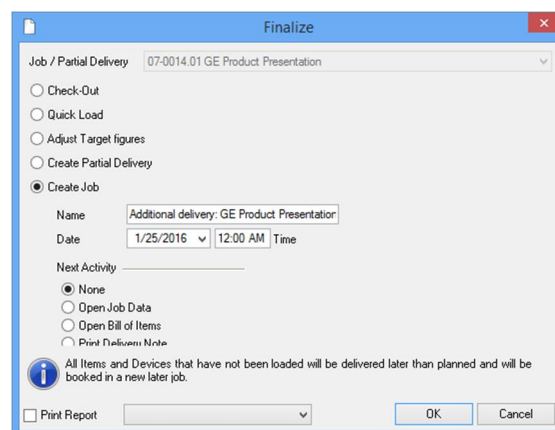 Finalize
Job / Partial Delivery 07-0014.01 GE Product Presentation
Check-Out
Quick Load
Adjust Target figures
Create Partial Delivery
Create Job
Name Additional delivery: GE Product Presentation
Date 1/25/2016 12:00 AM Time
Next Activity
None
Open Job Data
Open Bill of Items
Print Delivery Note
All Items and Devices that have not been loaded will be delivered later than planned and will be
booked in a new later job.
Print Report OK Cancel